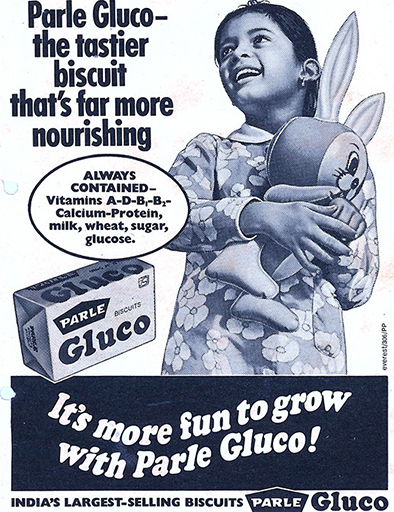 Parle Gluco–
the tastier
biscuit
that's far more
nourishing
ALWAYS
CONTAINED–
Vitamins A-D-B₁-B₂-
Calcium-Protein,
milk, wheat, sugar,
glucose.
Gluco
PARLE
BISCUITS
Gluco
PARLE
everest/306/PP
It's more fun to grow
with Parle Gluco!
INDIA'S LARGEST-SELLING BISCUITS PARLE Gluco